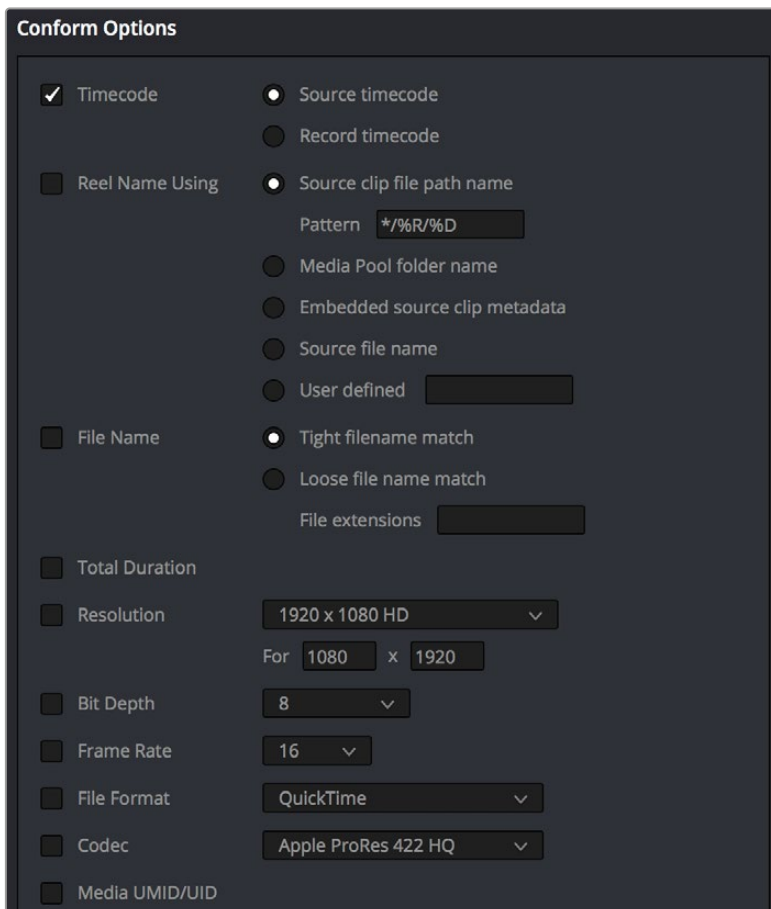 Conform Options
Timecode Source timecode
Record timecode
Reel Name Using Source clip file path name
Pattern */%R/%D
Media Pool folder name
Embedded source clip metadata
Source file name
User defined
File Name Tight filename match
Loose file name match
File extensions
Total Duration
Resolution 1920 x 1080 HD
For 1080 x 1920
Bit Depth 8
Frame Rate 16
File Format QuickTime
Codec Apple ProRes 422 HQ
Media UMID/UID